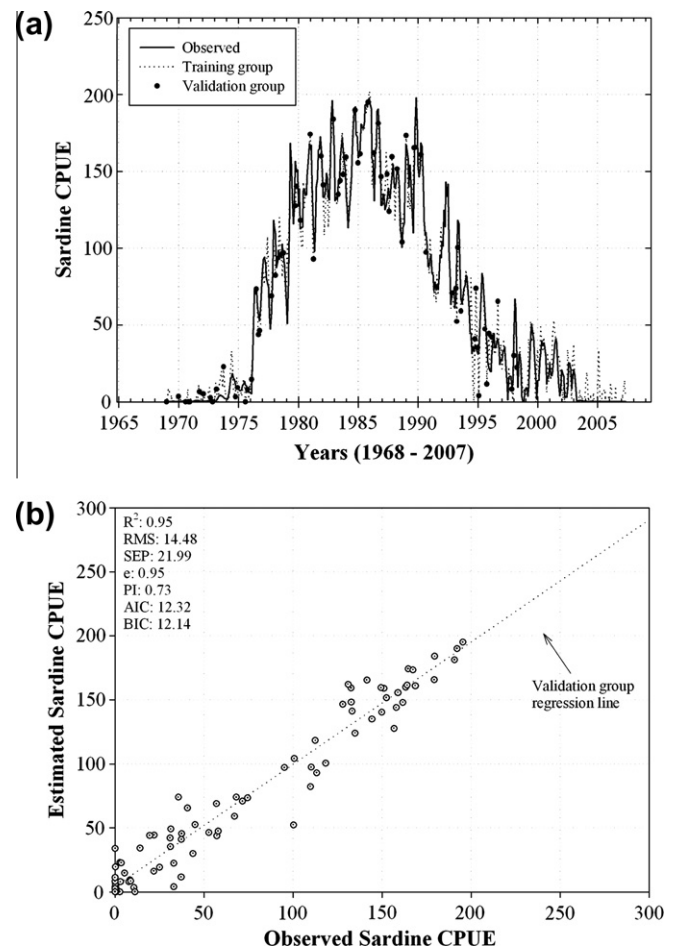 (a)
250
200
150
100
50
0
Sardine CPUE
Observed
Training group
Validation group
1965 1970 1975 1980 1985 1990 1995 2000 2005
Years (1968 - 2007)
(b)
300
250
200
150
100
50
0
Estimated Sardine CPUE
R²: 0.95
RMS: 14.48
SEP: 21.99
e: 0.95
PI: 0.73
AIC: 12.32
BIC: 12.14
Validation group
regression line
0 50 100 150 200 250 300
Observed Sardine CPUE